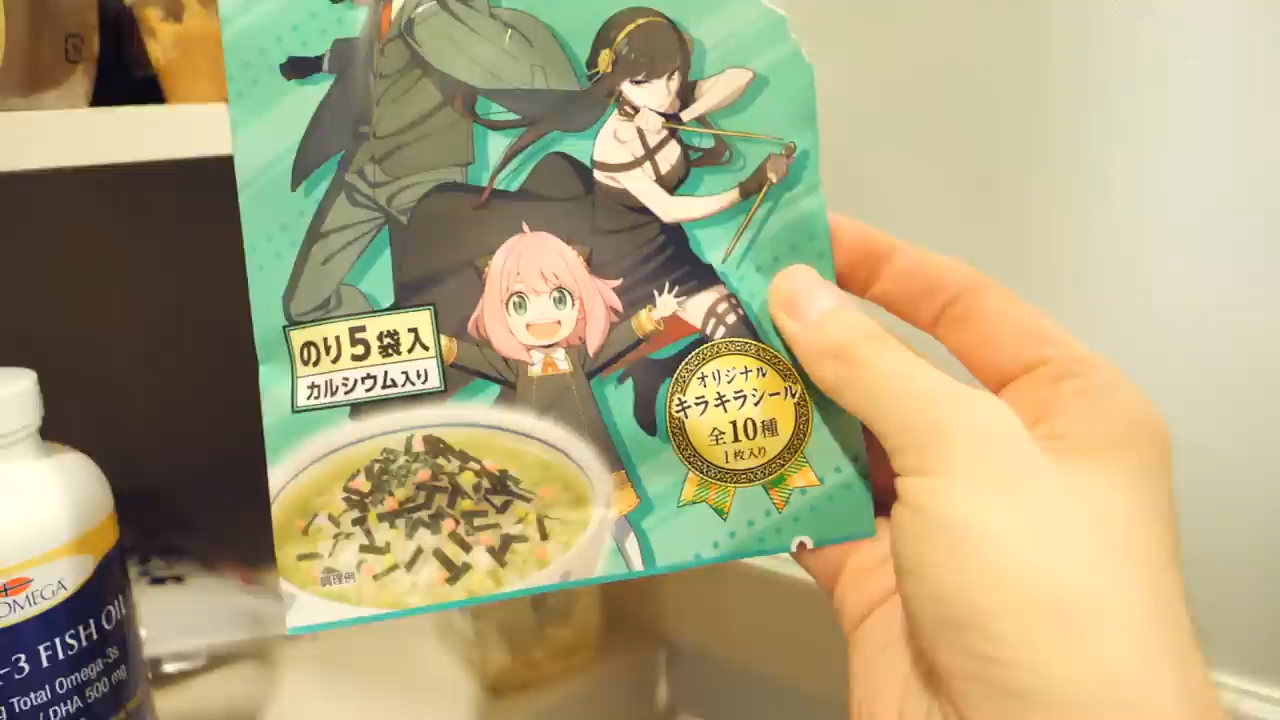 のり5袋入
カルシウム入り
オリジナル
キラキラシール
全10種
1枚入り
調理例
OMEGA
-3 FISH OIL
g Total Omega-3s
/ DHA 500 mg